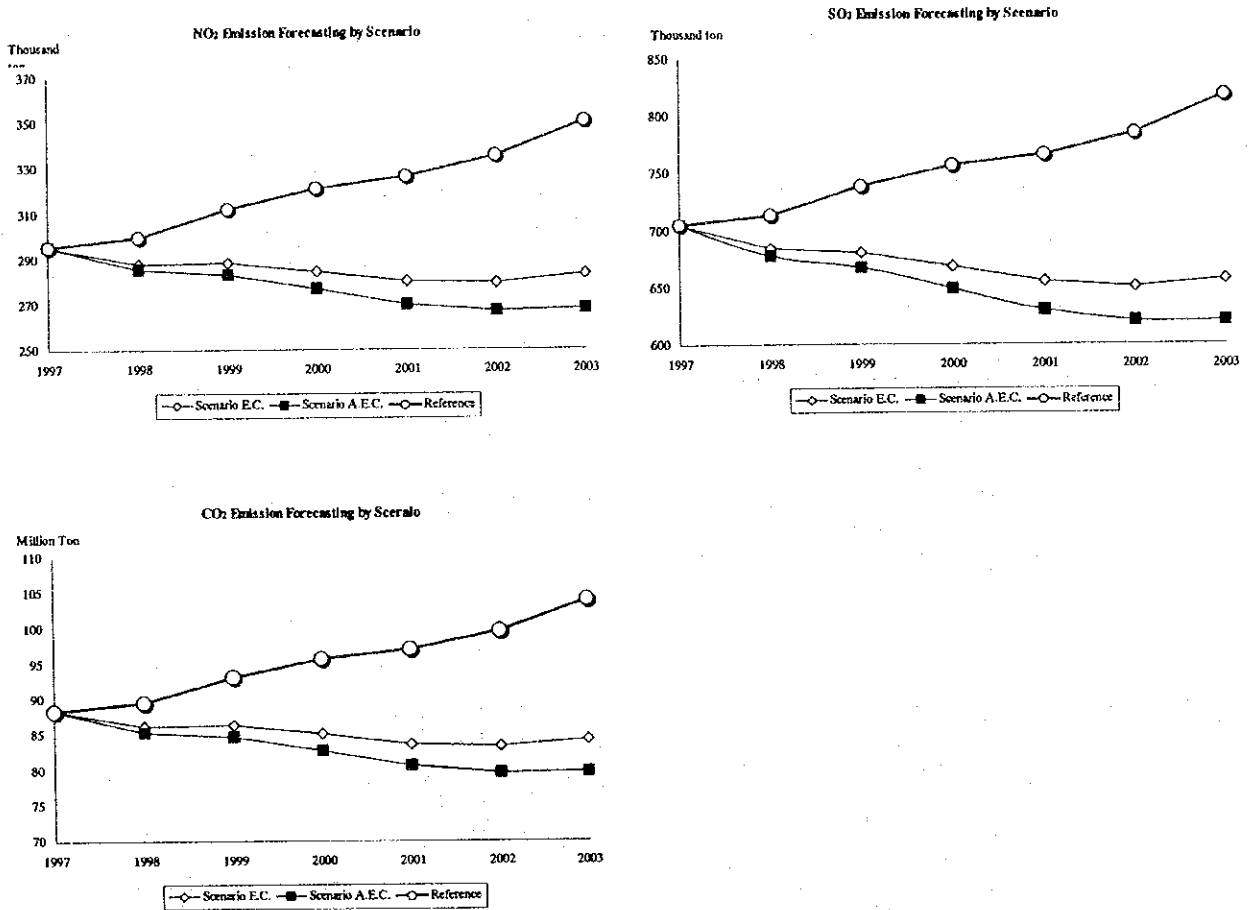 NO₂ Emission Forecasting by Scenario
Thousand
370
350
330
310
290
270
250
1997 1998 1999 2000 2001 2002 2003
Scenario E.C. Scenario A.E.C. Reference
SO₂ Emission Forecasting by Scenario
Thousand ton
850
800
750
700
650
600
1997 1998 1999 2000 2001 2002 2003
Scenario E.C. Scenario A.E.C. Reference
CO₂ Emission Forecasting by Sceraio
Million Ton
110
105
100
95
90
85
80
75
70
1997 1998 1999 2000 2001 2002 2003
Scenario E.C. Scenario A.E.C. Reference